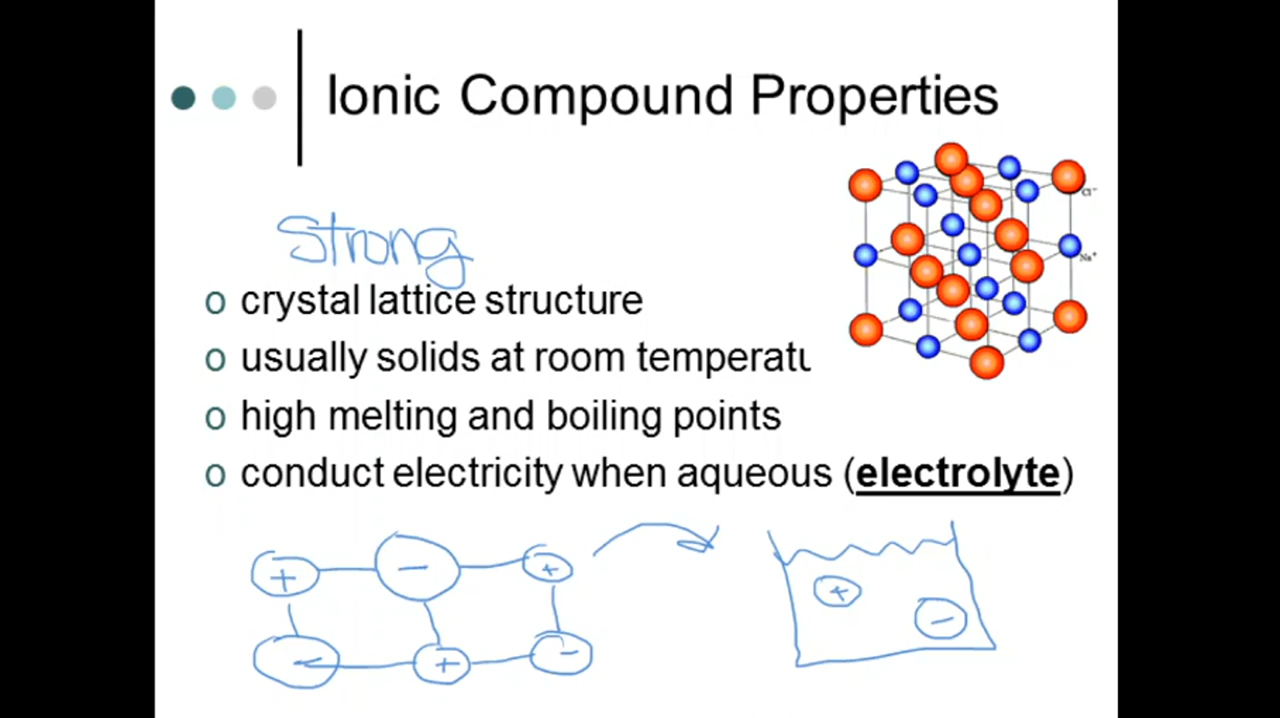 Ionic Compound Properties
Cl⁻
Strong
Na⁺
o crystal lattice structure
o usually solids at room temperatu
o high melting and boiling points
o conduct electricity when aqueous (electrolyte)
+ − +
+ −
− + −